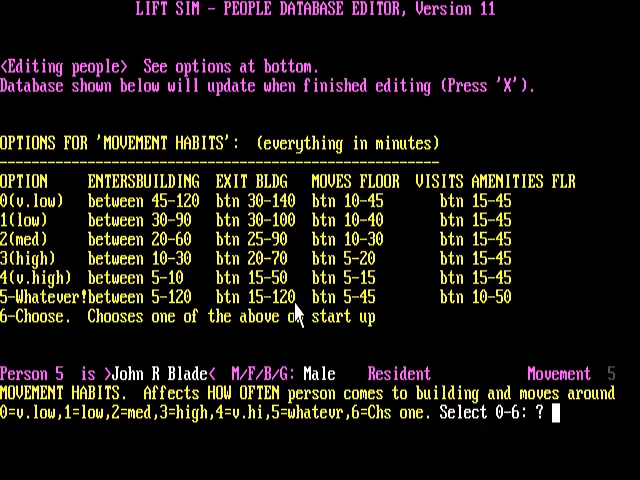 LIFT SIM - PEOPLE DATABASE EDITOR, Version 11
<Editing people>  See options at bottom.
Database shown below will update when finished editing (Press 'X').
OPTIONS FOR 'MOVEMENT HABITS':  (everything in minutes)
-------------------------------------------------------
OPTION     ENTERSBUILDING  EXIT BLDG   MOVES FLOOR  VISITS AMENITIES FLR
0(v.low)   between 45-120  btn 30-140  btn 10-45       btn 15-45
1(low)     between 30-90   btn 30-100  btn 10-40       btn 15-45
2(med)     between 20-60   btn 25-90   btn 10-30       btn 15-45
3(high)    between 10-30   btn 20-70   btn 5-20        btn 15-45
4(v.high)  between 5-10    btn 15-50   btn 5-15        btn 15-45
5-Whatever!between 5-120   btn 15-120  btn 5-45        btn 10-50
6-Choose.  Chooses one of the above on start up
Person 5  is >John R Blade<  M/F/B/G: Male    Resident            Movement  5
MOVEMENT HABITS.  Affects HOW OFTEN person comes to building and moves around
0=v.low,1=low,2=med,3=high,4=v.hi,5=whatevr,6=Chs one. Select 0-6: ?